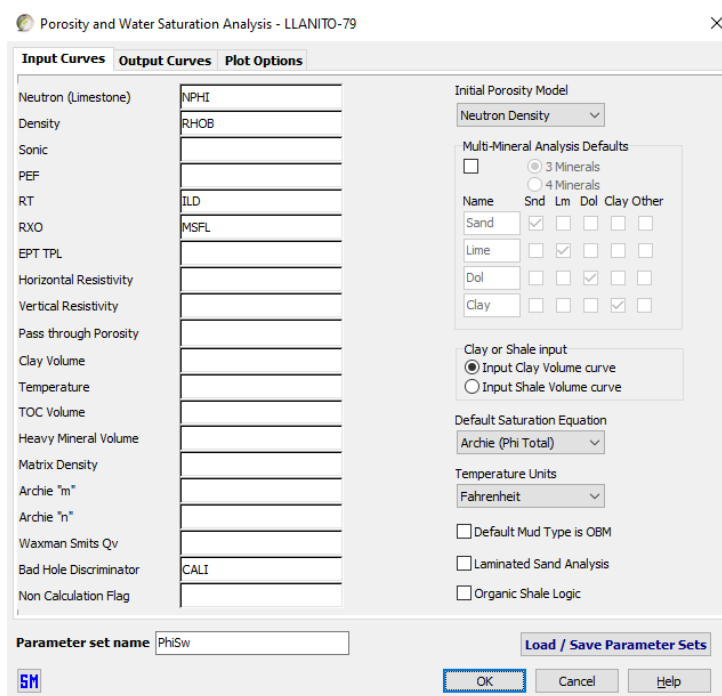 Porosity and Water Saturation Analysis - LLANITO-79
Input Curves Output Curves Plot Options
Neutron (Limestone) NPHI
Density RHOB
Sonic
PEF
RT ILD
RXO MSFL
EPT TPL
Horizontal Resistivity
Vertical Resistivity
Pass through Porosity
Clay Volume
Temperature
TOC Volume
Heavy Mineral Volume
Matrix Density
Archie "m"
Archie "n"
Waxman Smits Qv
Bad Hole Discriminator CALI
Non Calculation Flag
Initial Porosity Model
Neutron Density
Multi-Mineral Analysis Defaults
3 Minerals
4 Minerals
Name Snd Lm Dol Clay Other
Sand
Lime
Dol
Clay
Clay or Shale input
Input Clay Volume curve
Input Shale Volume curve
Default Saturation Equation
Archie (Phi Total)
Temperature Units
Fahrenheit
Default Mud Type is OBM
Laminated Sand Analysis
Organic Shale Logic
Parameter set name PhiSw
Load / Save Parameter Sets
SM
OK Cancel Help